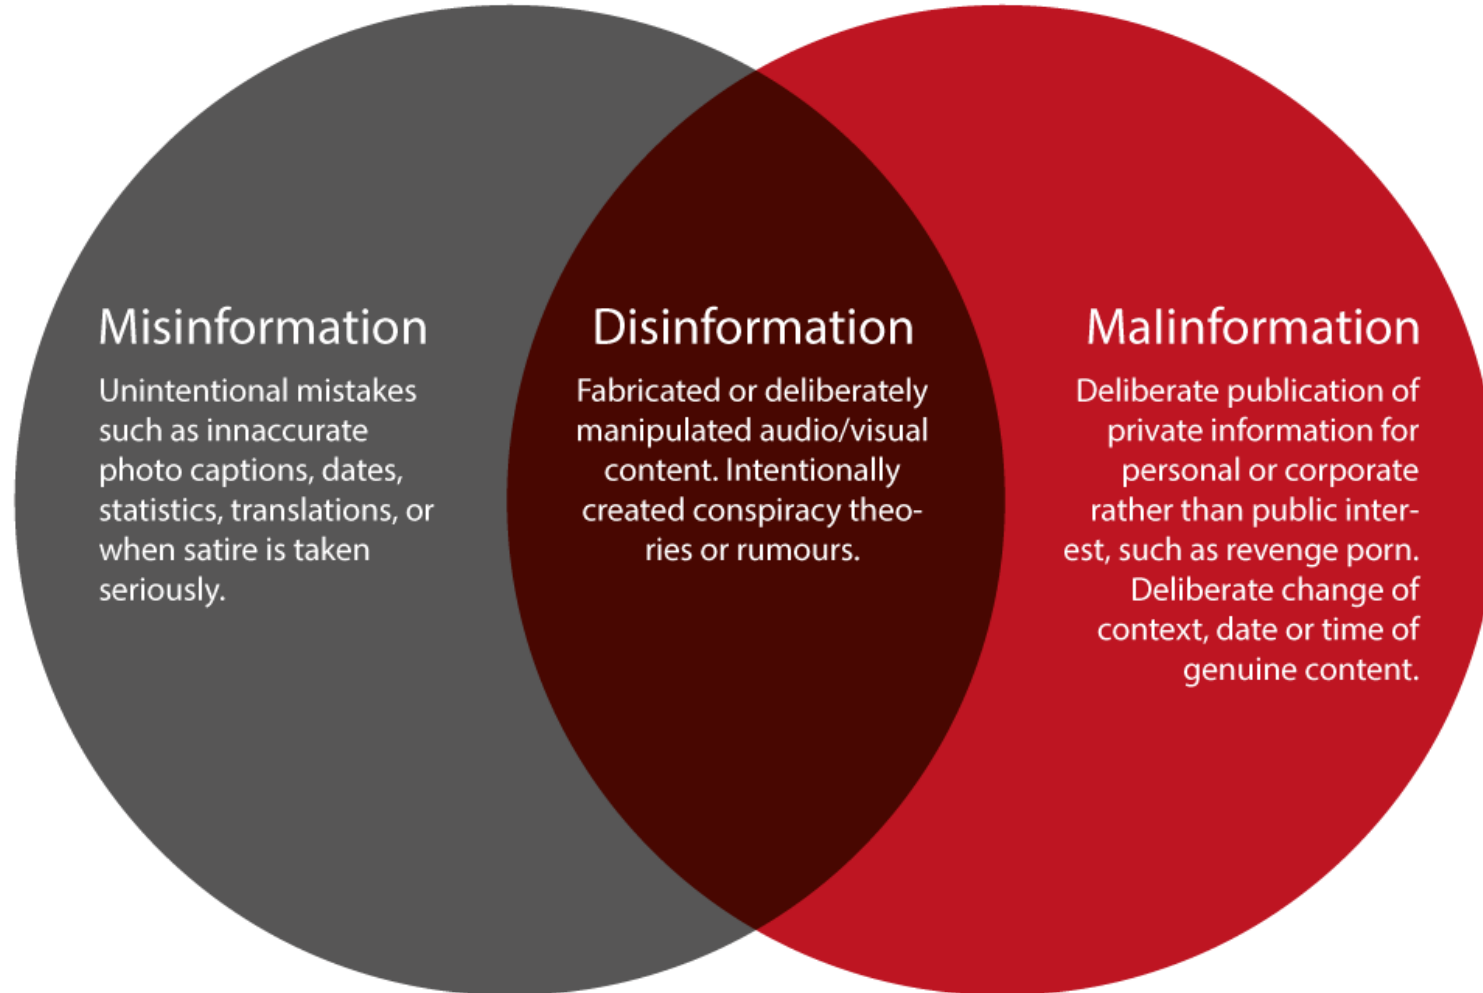 Misinformation
Unintentional mistakes
such as innaccurate
photo captions, dates,
statistics, translations, or
when satire is taken
seriously.
Disinformation
Fabricated or deliberately
manipulated audio/visual
content. Intentionally
created conspiracy theo-
ries or rumours.
Malinformation
Deliberate publication of
private information for
personal or corporate
rather than public inter-
est, such as revenge porn.
Deliberate change of
context, date or time of
genuine content.